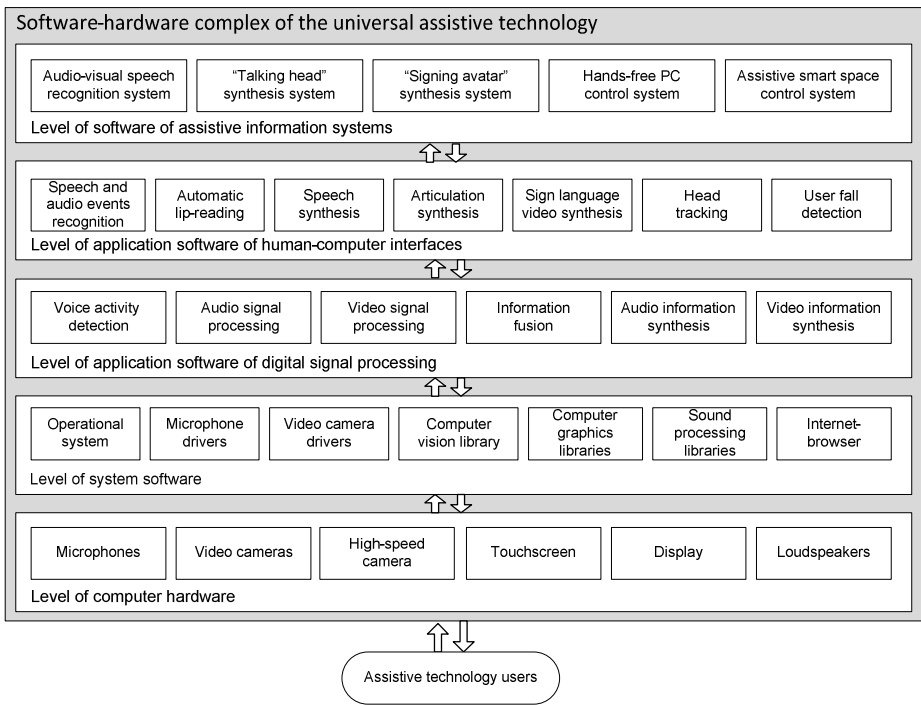 Software-hardware complex of the universal assistive technology
Audio-visual speech
recognition system
“Talking head”
synthesis system
“Signing avatar”
synthesis system
Hands-free PC
control system
Assistive smart space
control system
Level of software of assistive information systems
Speech and
audio events
recognition
Automatic
lip-reading
Speech
synthesis
Articulation
synthesis
Sign language
video synthesis
Head
tracking
User fall
detection
Level of application software of human-computer interfaces
Voice activity
detection
Audio signal
processing
Video signal
processing
Information
fusion
Audio information
synthesis
Video information
synthesis
Level of application software of digital signal processing
Operational
system
Microphone
drivers
Video camera
drivers
Computer
vision library
Computer
graphics
libraries
Sound
processing
libraries
Internet-
browser
Level of system software
Microphones
Video cameras
High-speed
camera
Touchscreen
Display
Loudspeakers
Level of computer hardware
Assistive technology users